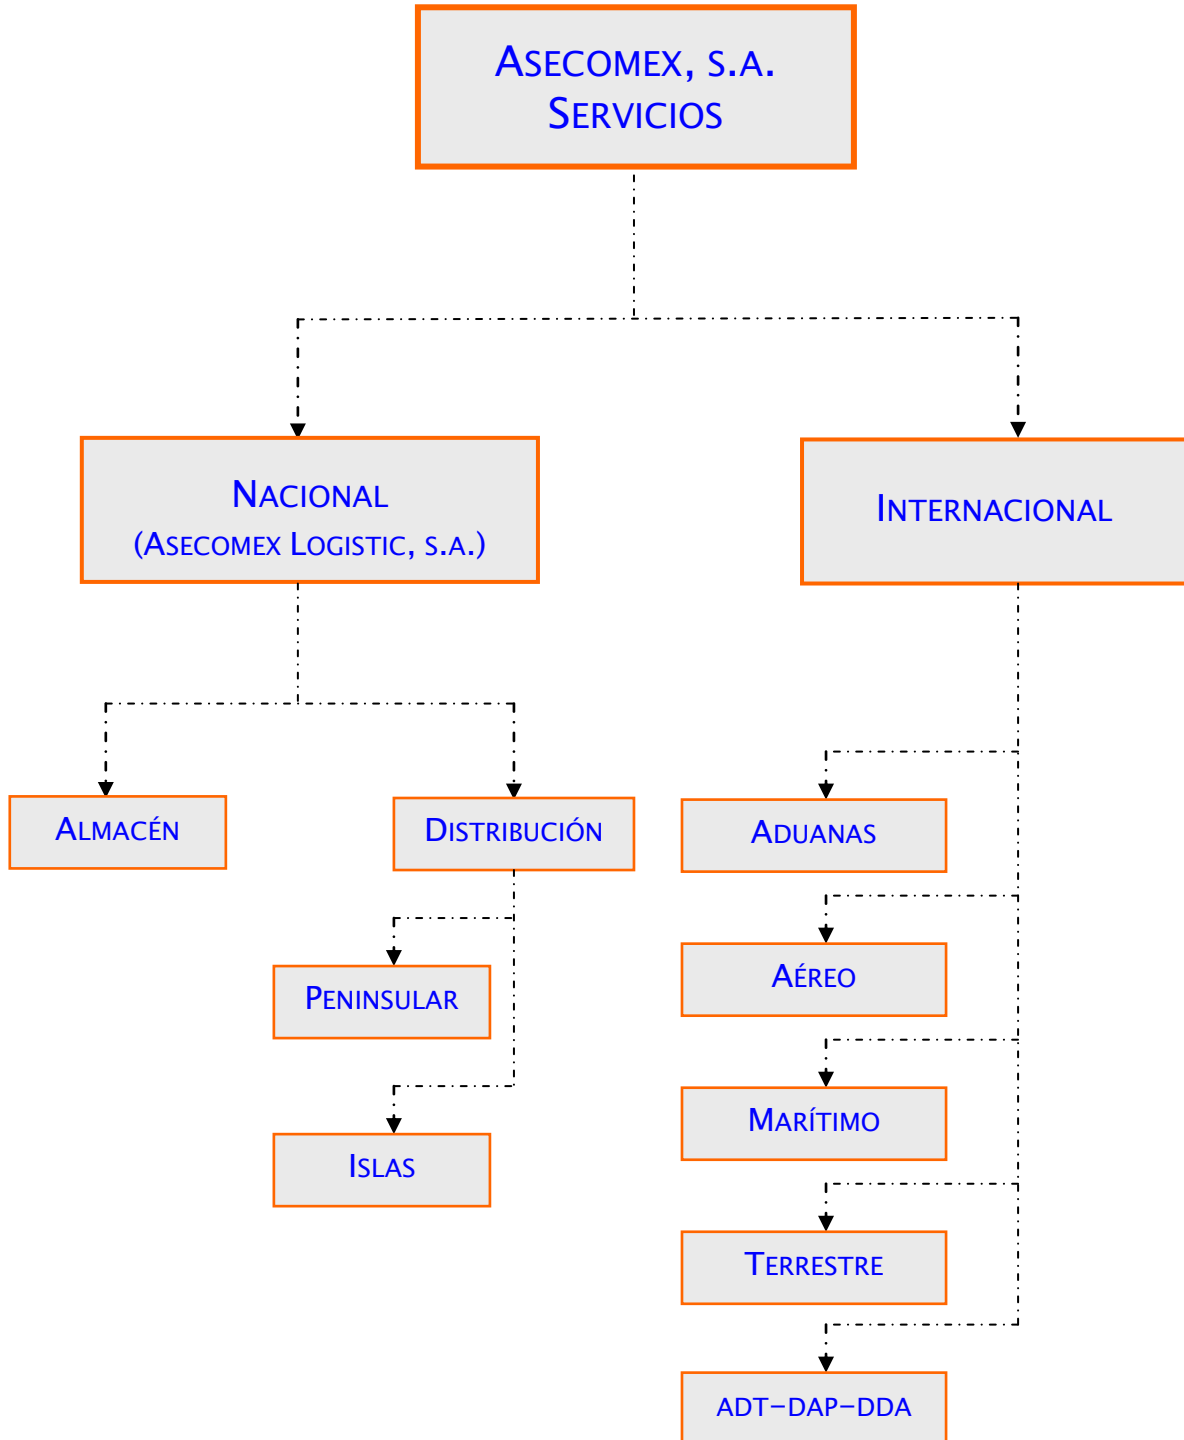 Asecomex, s.a.
Servicios
Nacional
(Asecomex Logistic, s.a.)
Internacional
Almacén
Distribución
Aduanas
Aéreo
Peninsular
Marítimo
Islas
Terrestre
ADT-DAP-DDA